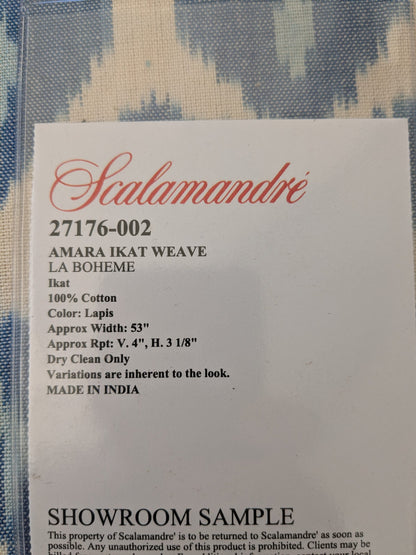 Scalamandré
27176-002
AMARA IKAT WEAVE
LA BOHEME
Ikat
100% Cotton
Color: Lapis
Approx Width: 53"
Approx Rpt: V. 4", H. 3 1/8"
Dry Clean Only
Variations are inherent to the look.
MADE IN INDIA
SHOWROOM SAMPLE
This property of Scalamandre' is to be returned to Scalamandre' as soon as
possible. Any unauthorized use of this product is prohibited. Clients may be